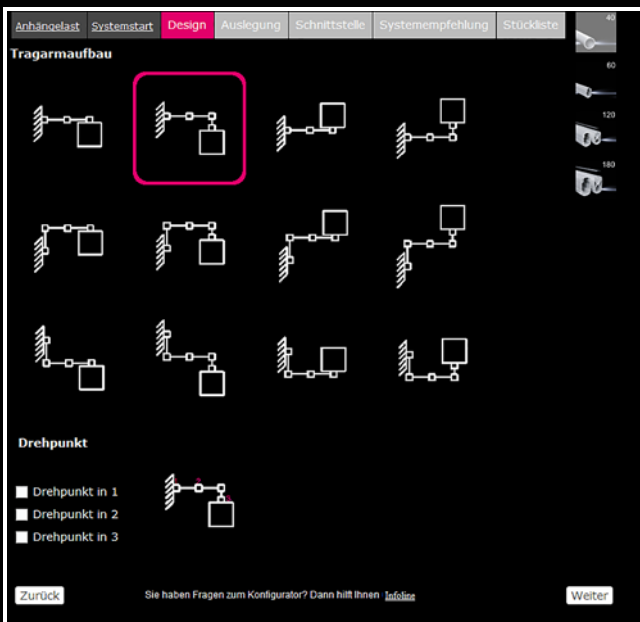 Anhängelast Systemstart Design Auslegung Schnittstelle Systemempfehlung Stückliste
40
Tragarmaufbau
60
120
180
Drehpunkt
Drehpunkt in 1
Drehpunkt in 2
Drehpunkt in 3
Zurück Sie haben Fragen zum Konfigurator? Dann hilft Ihnen Infoline Weiter